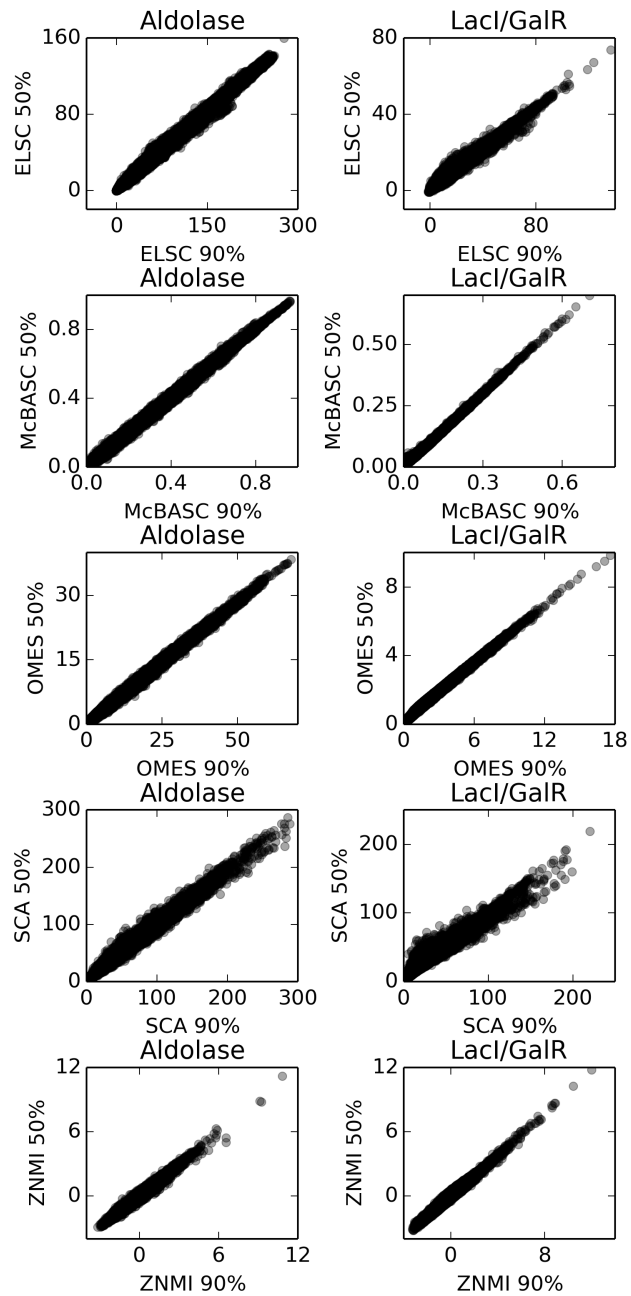 Aldolase LacI/GalR
160 80
ELSC 50% 80 ELSC 50% 40
0 0
0 150 300 0 80
ELSC 90% ELSC 90%
Aldolase LacI/GalR
0.8 0.50
McBASC 50% 0.4 McBASC 50% 0.25
0.0 0.00
0.0 0.4 0.8 0.0 0.3 0.6
McBASC 90% McBASC 90%
Aldolase LacI/GalR
30 8
OMES 50% 15 OMES 50% 4
0 0
0 25 50 0 6 12 18
OMES 90% OMES 90%
Aldolase LacI/GalR
300 200
200
SCA 50% 100 SCA 50% 100
0 0
0 100 200 300 0 100 200
SCA 90% SCA 90%
Aldolase LacI/GalR
12 12
ZNMI 50% 6 ZNMI 50% 6
0 0
0 6 12 0 8
ZNMI 90% ZNMI 90%